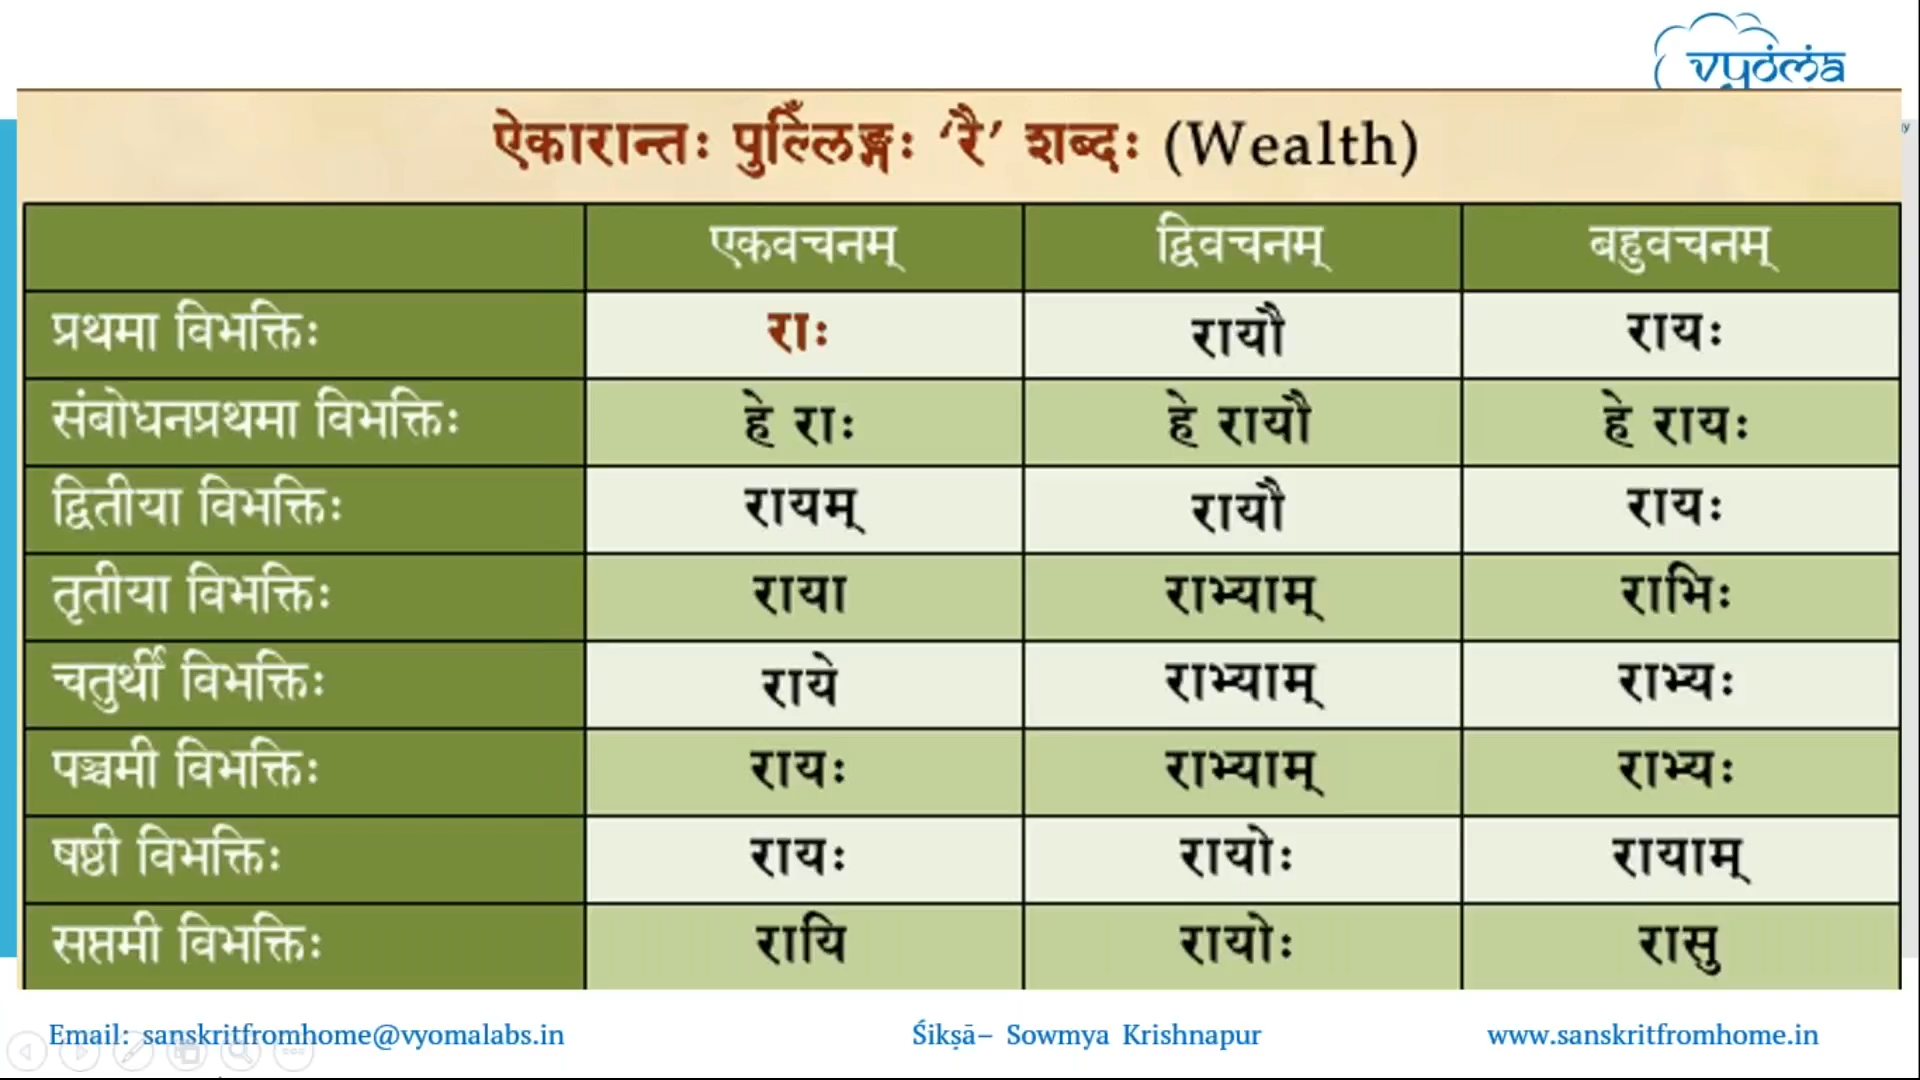 vyoma
ऐकारान्तः पुल्लिँङ्गः ‘रै’ शब्दः (Wealth)
एकवचनम् द्विवचनम् बहुवचनम्
प्रथमा विभक्तिः राः रायौ रायः
संबोधनप्रथमा विभक्तिः हे राः हे रायौ हे रायः
द्वितीया विभक्तिः रायम् रायौ रायः
तृतीया विभक्तिः राया राभ्याम् राभिः
चतुर्थी विभक्तिः राये राभ्याम् राभ्यः
पञ्चमी विभक्तिः रायः राभ्याम् राभ्यः
षष्ठी विभक्तिः रायः रायोः रायाम्
सप्तमी विभक्तिः रायि रायोः रासु
Email: sanskritfromhome@vyomalabs.in Śikṣā– Sowmya Krishnapur www.sanskritfromhome.in